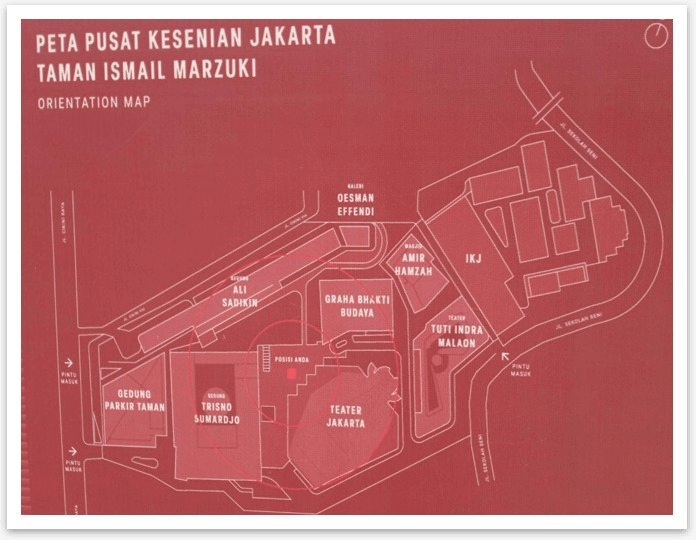 PETA PUSAT KESENIAN JAKARTA
TAMAN ISMAIL MARZUKI
ORIENTATION MAP
JL. SEKOLAH SENI
GALERI
OESMAN
EFFENDI
JL. CIKINI RAYA
MASJID
AMIR
HAMZAH
IKJ
GEDUNG
ALI
SADIKIN
GRAHA BHAKTI
BUDAYA
TEATER
TUTI INDRA
MALAON
JL. SEKOLAH SENI
PINTU
MASUK
POSISI ANDA
PINTU
MASUK
GEDUNG
PARKIR TAMAN
GEDUNG
TRISNO
SUMARDJO
TEATER
JAKARTA
PINTU
MASUK
JL. SEKOLAH SENI